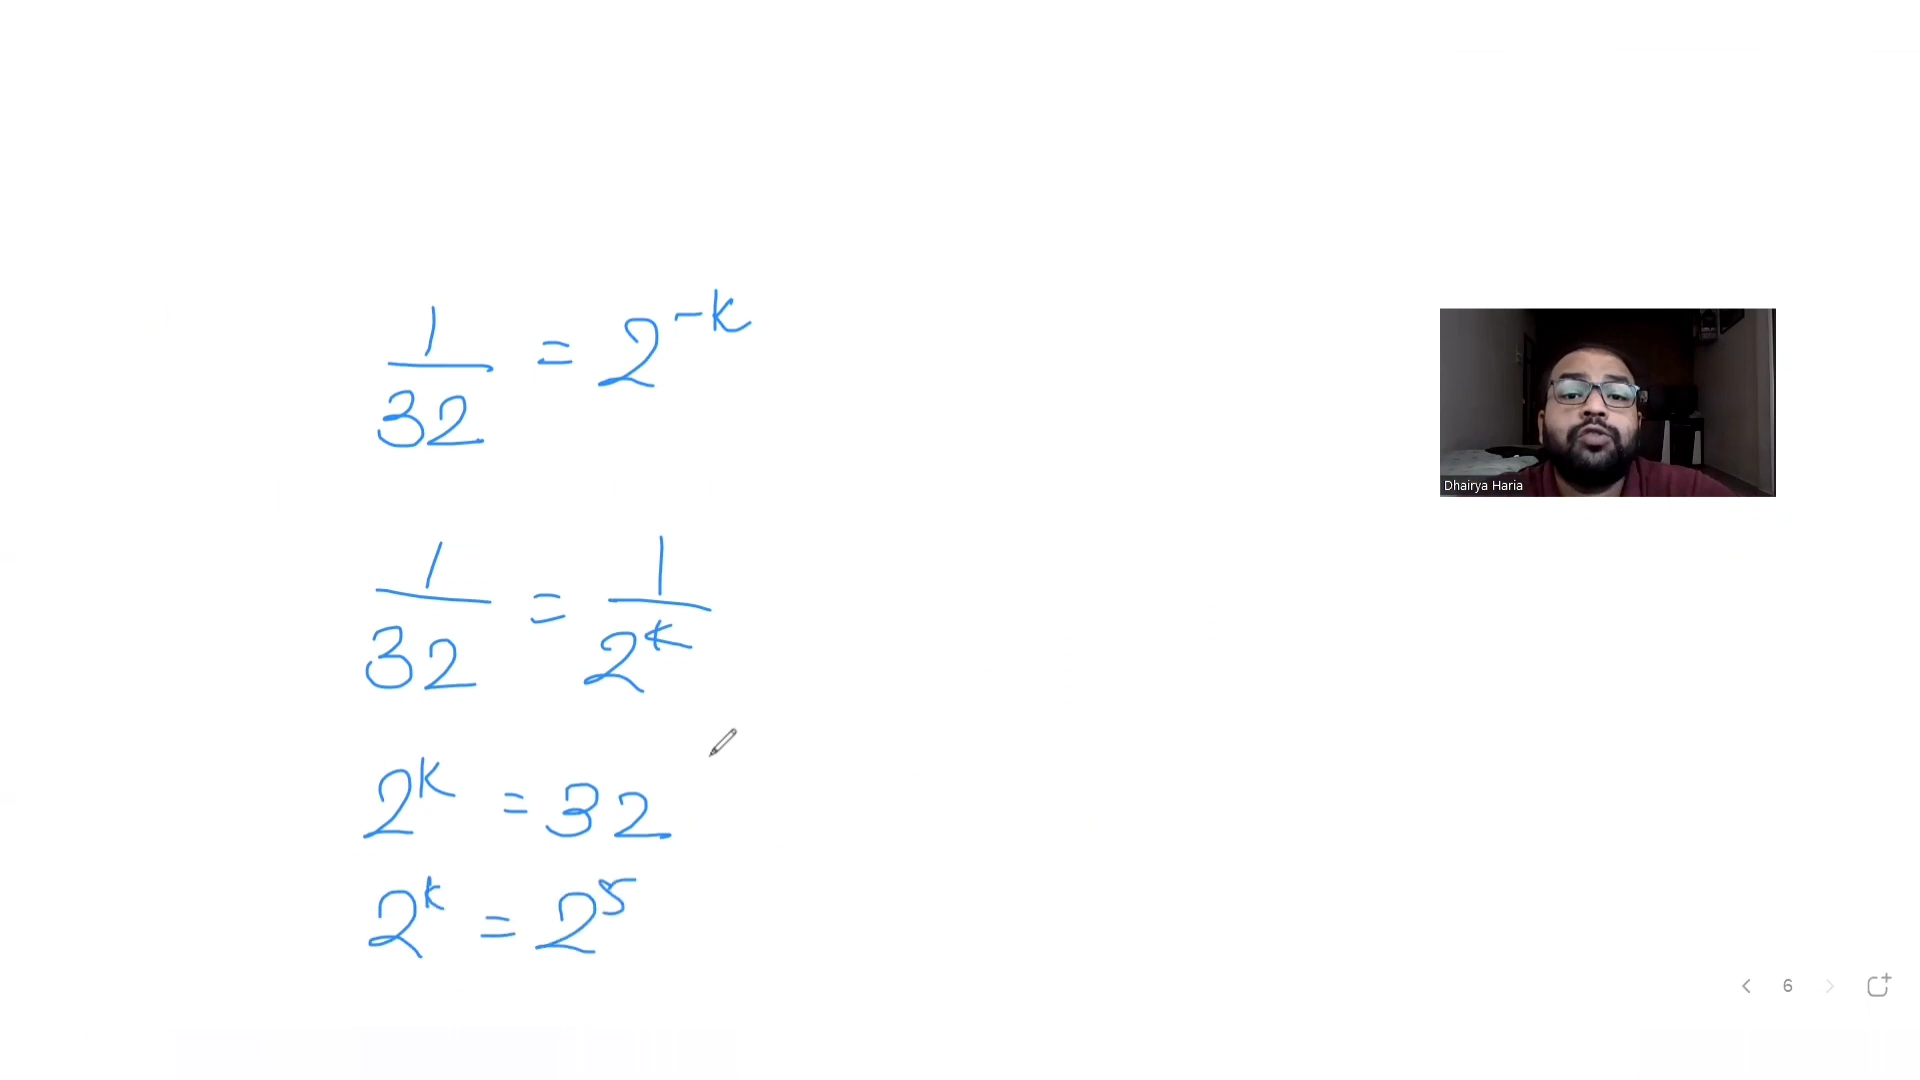 1/32 = 2^-k
1/32 = 1/2^k
2^k = 32
2^k = 2^5
Dhairya Haria
6